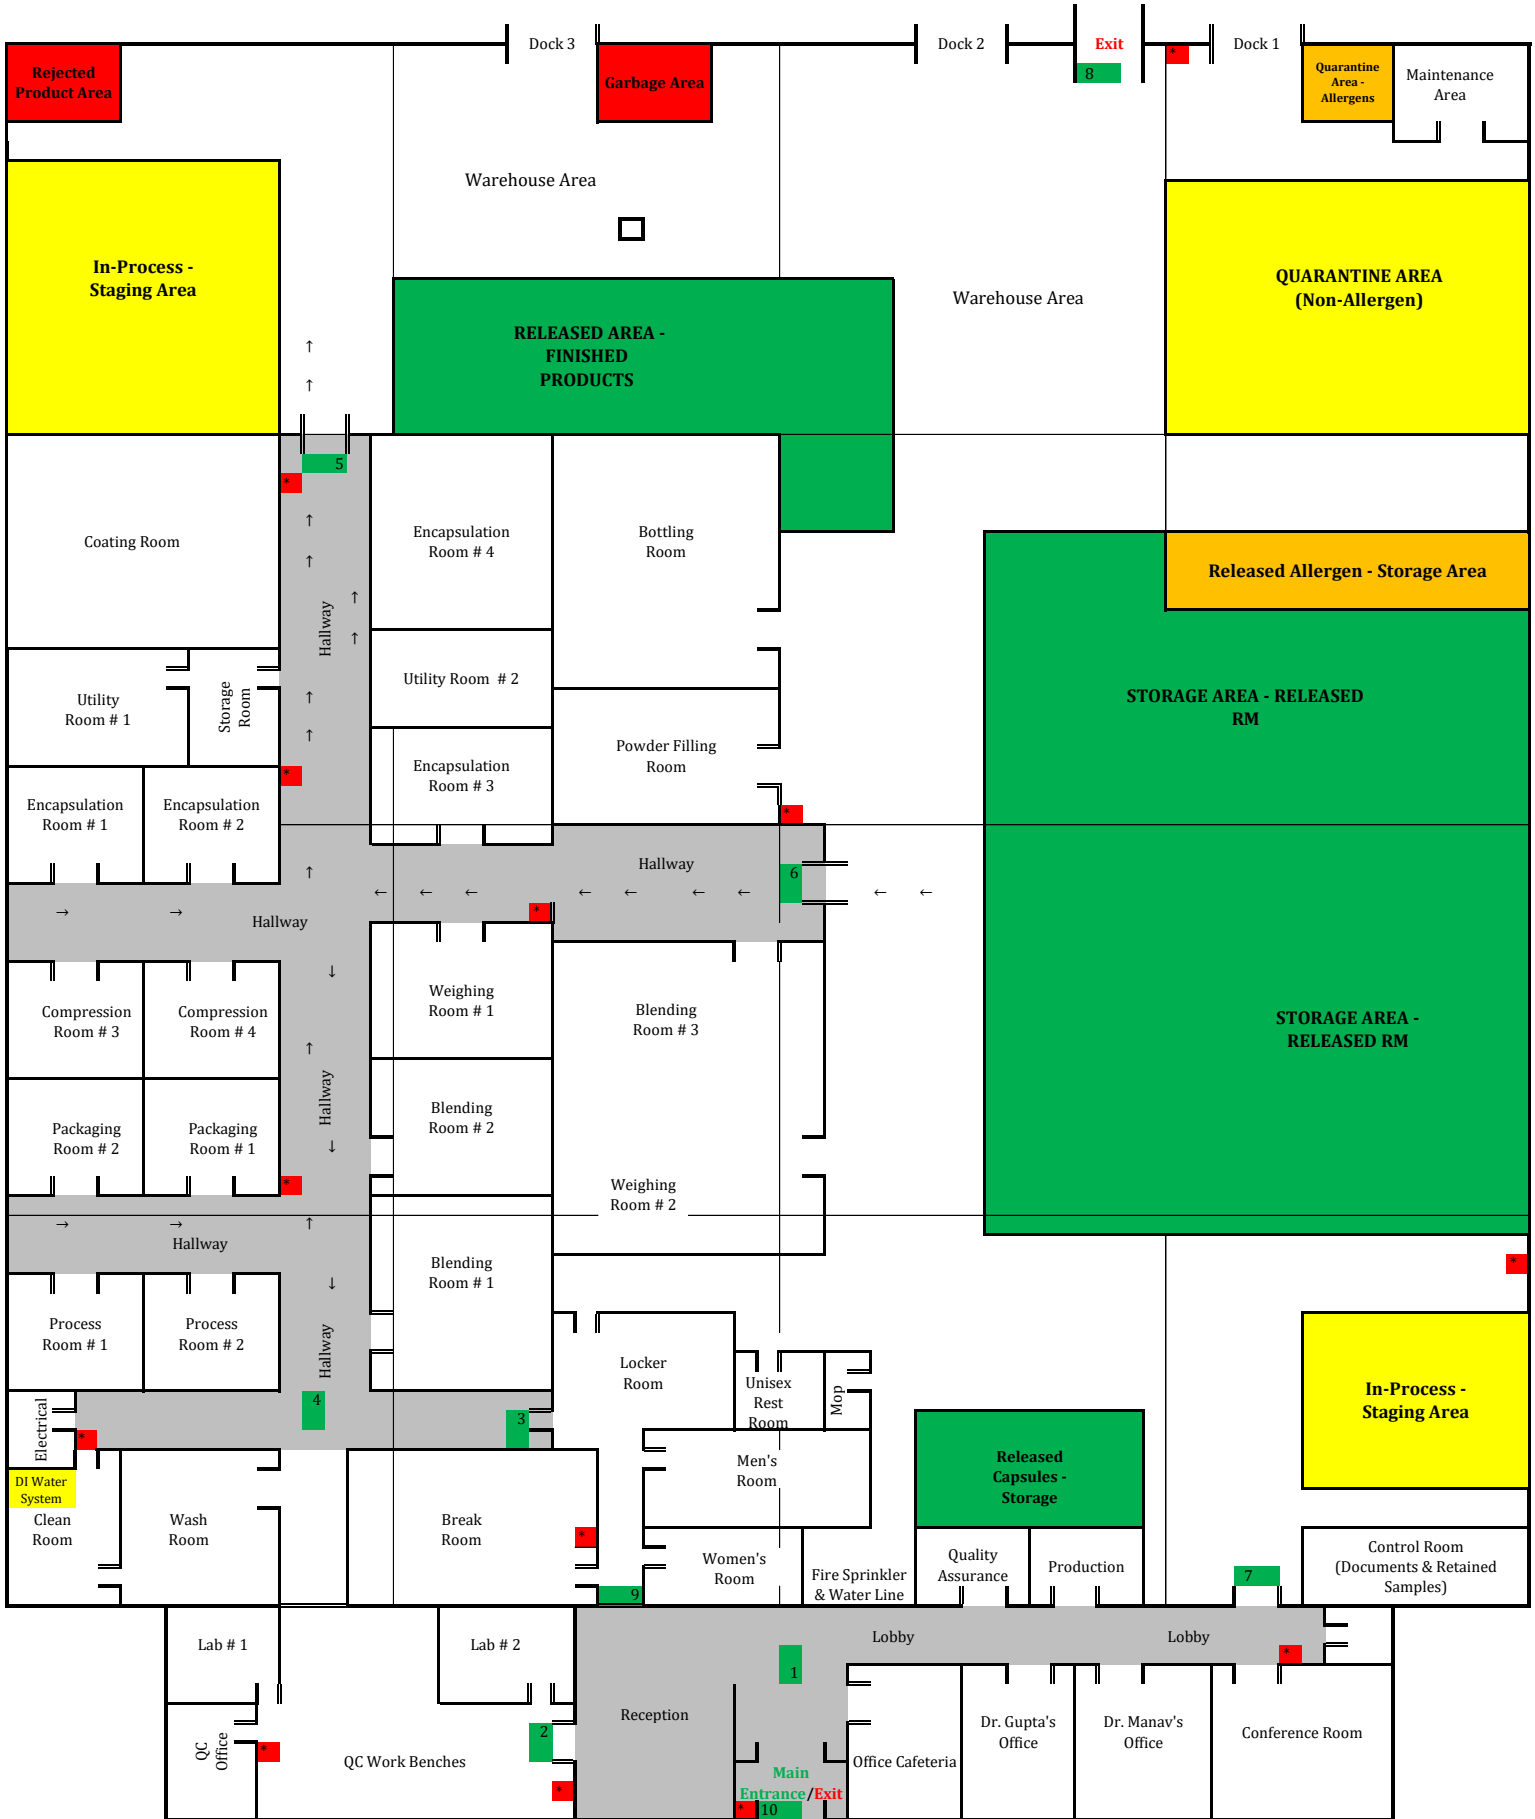 Dock 3
Dock 2
Exit
Dock 1
*
8
Rejected
Product Area
Garbage Area
Quarantine
Area -
Allergens
Maintenance
Area
Warehouse Area
In-Process -
Staging Area
QUARANTINE AREA
(Non-Allergen)
Warehouse Area
RELEASED AREA -
FINISHED
PRODUCTS
↑
↑
5
*
Coating Room
↑
↑
Hallway
↑
↑
Encapsulation
Room # 4
Bottling
Room
Released Allergen - Storage Area
Utility
Room # 1
Storage
Room
↑
↑
Utility Room # 2
STORAGE AREA - RELEASED
RM
Powder Filling
Room
Encapsulation
Room # 3
*
*
Encapsulation
Room # 1
Encapsulation
Room # 2
Hallway
6
↑
← ← ← ← ← ← ← ← ←
*
→ →
Hallway
↓
Compression
Room # 3
Compression
Room # 4
Weighing
Room # 1
Blending
Room # 3
STORAGE AREA -
RELEASED RM
↑
Hallway
↓
Packaging
Room # 2
Packaging
Room # 1
Blending
Room # 2
*
Weighing
Room # 2
→ → ↑
Hallway
Blending
Room # 1
*
↓
Process
Room # 1
Process
Room # 2
Hallway
Locker
Room
Unisex
Rest
Room
Mop
In-Process -
Staging Area
Electrical
4
3
*
Men's
Room
Released
Capsules -
Storage
DI Water
System
Clean
Room
Wash
Room
Break
Room
*
Women's
Room
Fire Sprinkler
& Water Line
Quality
Assurance
Production
7
Control Room
(Documents & Retained
Samples)
9
Lab # 1
Lab # 2
Lobby
Lobby
*
1
Reception
QC
Office
*
2
QC Work Benches
*
Office Cafeteria
Dr. Gupta's
Office
Dr. Manav's
Office
Conference Room
Main
Entrance/Exit
*
10